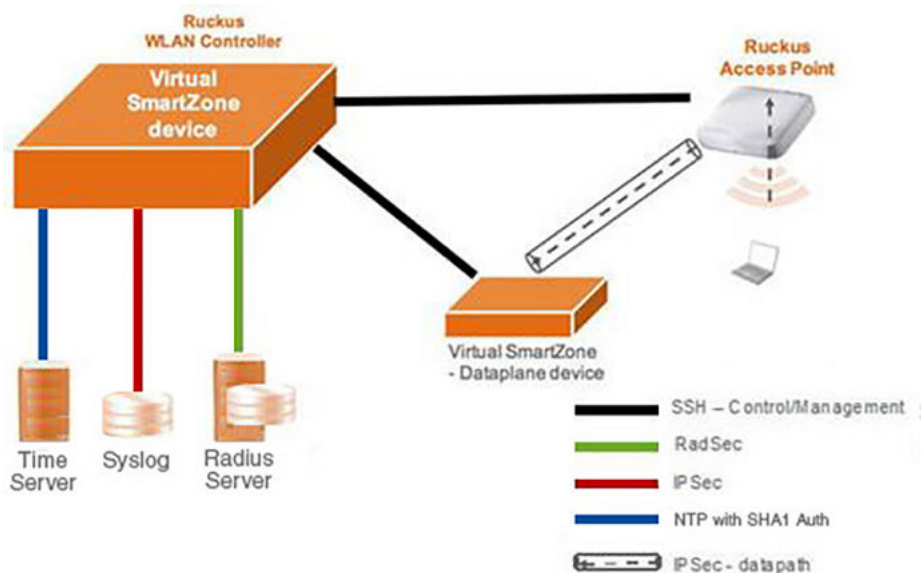 Ruckus
WLAN Controller
Virtual
SmartZone
device
Ruckus
Access Point
Virtual SmartZone
- Dataplane device
Time
Server
Syslog
Radius
Server
SSH – Control/Management
RadSec
IPSec
NTP with SHA1 Auth
IPSec - datapath